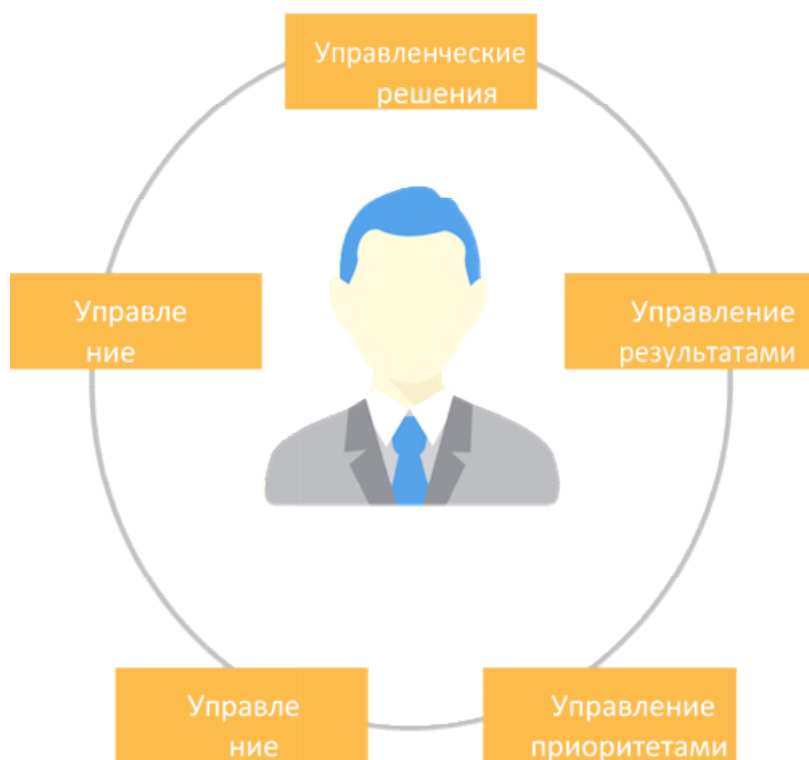 Управленческие
решения
Управле
ние
Управление
результатами
Управле
ние
Управление
приоритетами